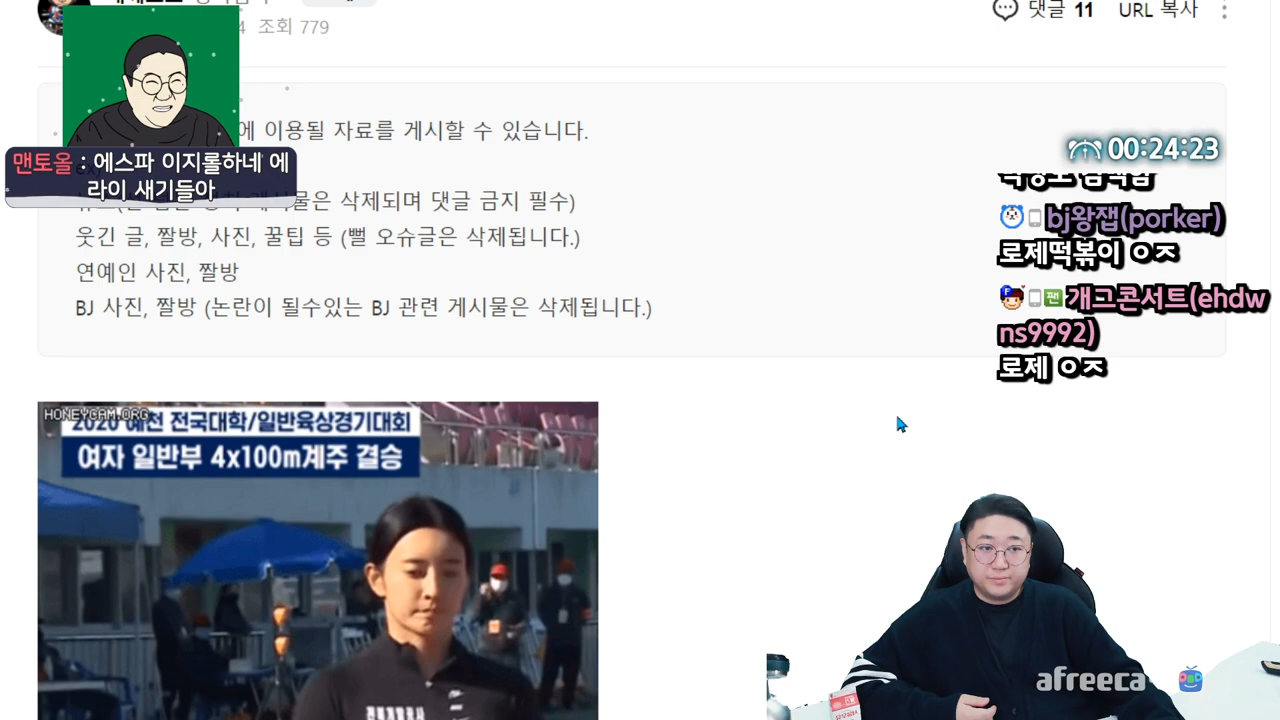 댓글 11 URL 복사
4 조회 779
에 이용될 자료를 게시할 수 있습니다.
맨토올 : 에스파 이지롤하네 에
라이 새기들아
물은 삭제되며 댓글 금지 필수)
웃긴 글, 짤방, 사진, 꿀팁 등 (뻘 오슈글은 삭제됩니다.)
연예인 사진, 짤방
BJ 사진, 짤방 (논란이 될수있는 BJ 관련 게시물은 삭제됩니다.)
00:24:23
bj왕잽(porker)
로제떡볶이 ㅇㅈ
팬 개그콘서트(ehdw
ns9992)
로제 ㅇㅈ
HONEYCAM.ORG
2020 예천 전국대학/일반육상경기대회
여자 일반부 4x100m계주 결승
afreeca